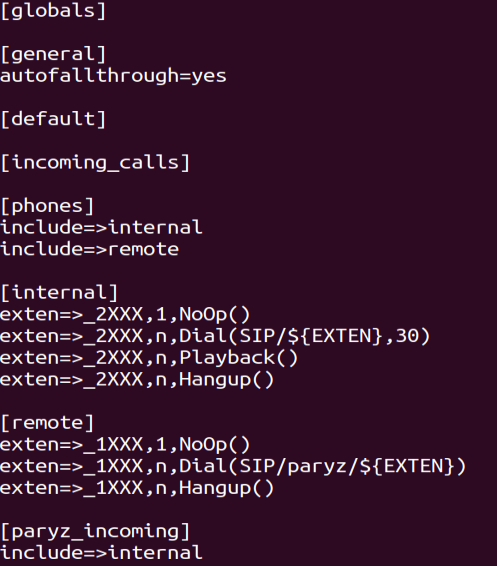 [globals]
[general]
autofallthrough=yes
[default]
[incoming_calls]
[phones]
include=>internal
include=>remote
[internal]
exten=>_2XXX,1,NoOp()
exten=>_2XXX,n,Dial(SIP/${EXTEN},30)
exten=>_2XXX,n,Playback()
exten=>_2XXX,n,Hangup()
[remote]
exten=>_1XXX,1,NoOp()
exten=>_1XXX,n,Dial(SIP/paryz/${EXTEN})
exten=>_1XXX,n,Hangup()
[paryz_incoming]
include=>internal